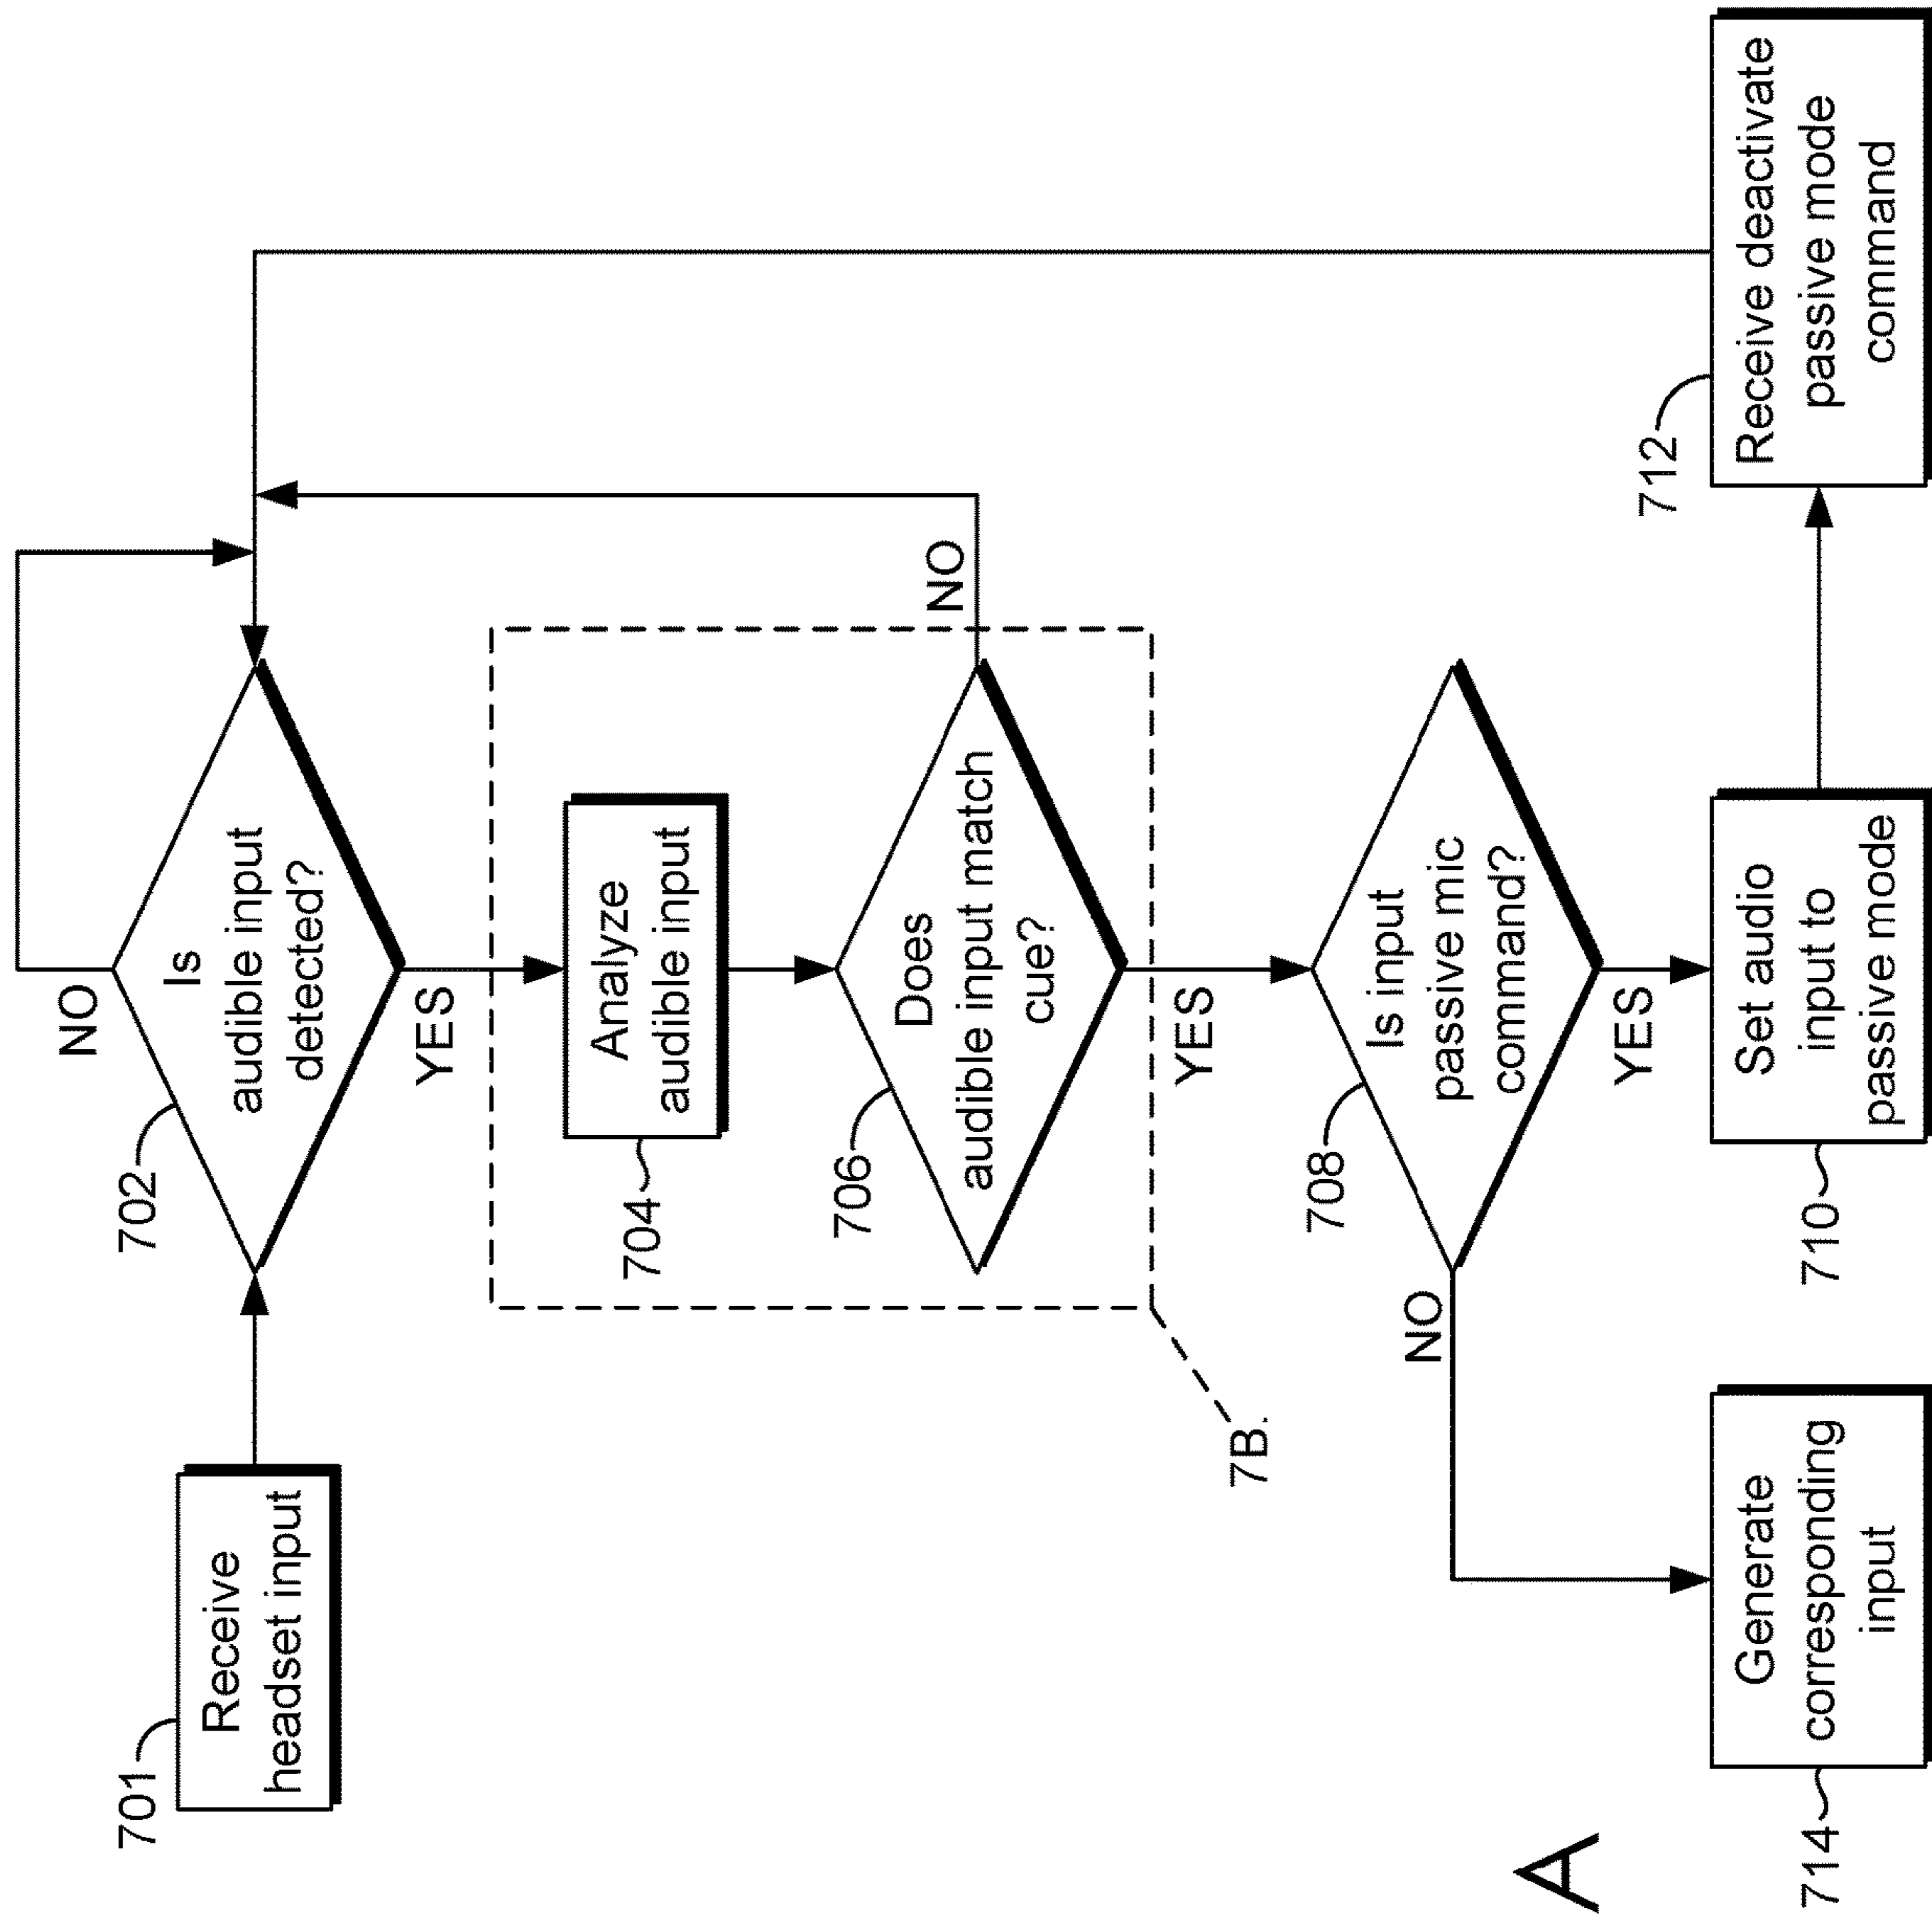 701
Receive
headset input
702
Is
audible input
detected?
NO
YES
704
Analyze
audible input
706
Does
audible input match
cue?
NO
YES
7B.
708
Is input
passive mic
command?
NO
YES
714
Generate
corresponding
input
710
Set audio
input to
passive mode
712
Receive deactivate
passive mode
command
A